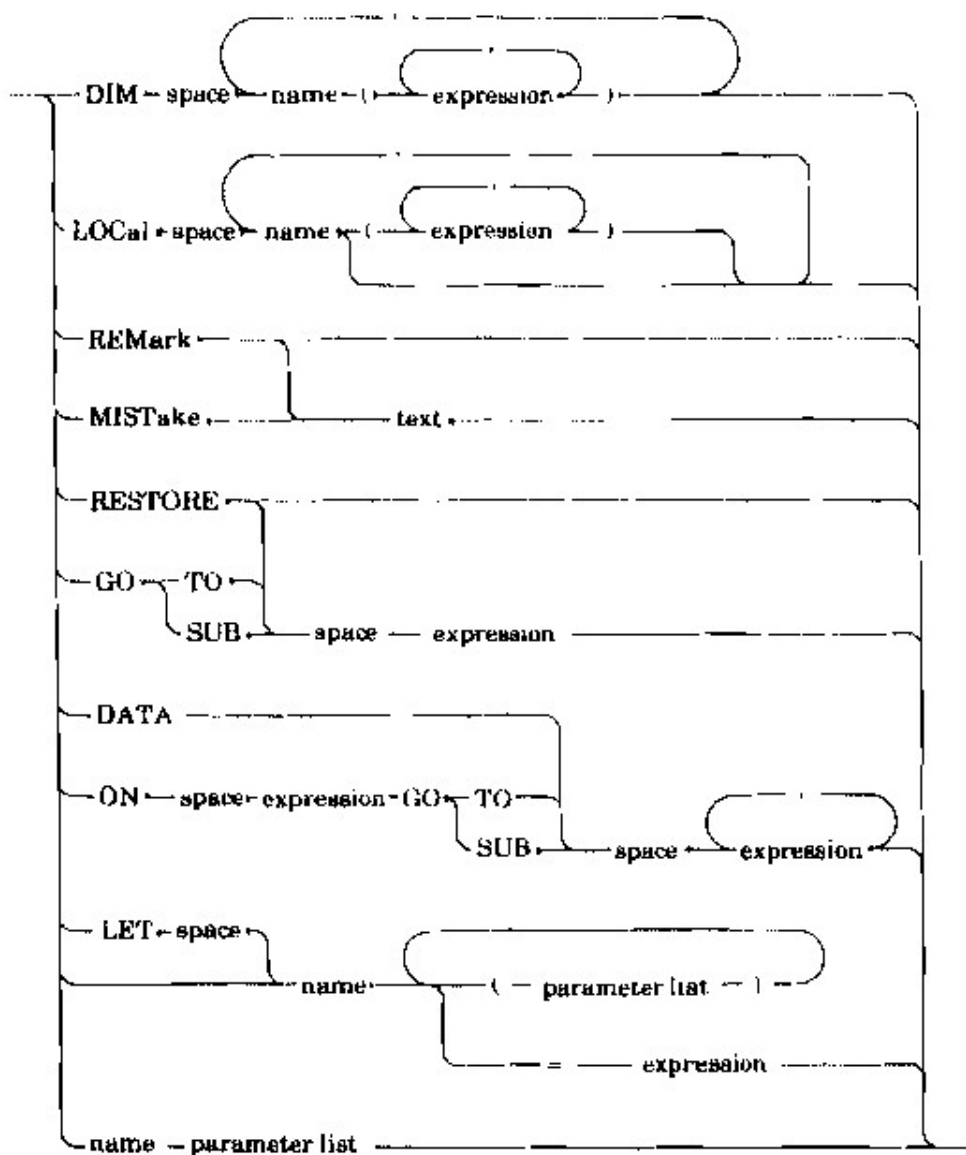 DIM space name ( expression )
LOCal space name ( expression )
REMark
MISTake text
RESTORE
GO TO
SUB space expression
DATA
ON space expression GO TO
SUB space expression
LET space
name ( parameter list )
= expression
name parameter list